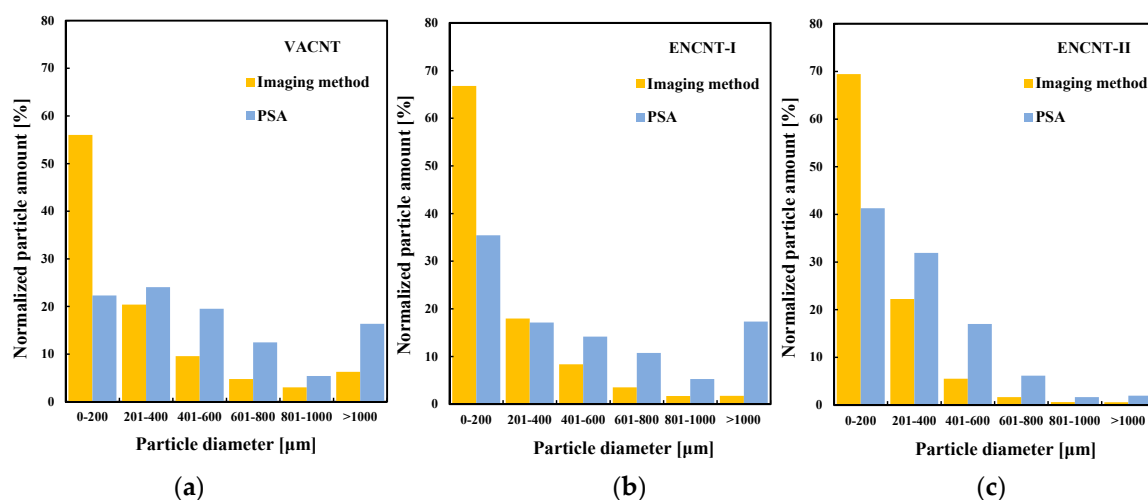 Normalized particle amount [%]
80
70
60
50
40
30
20
10
0
VACNT
Imaging method
PSA
0-200 201-400 401-600 601-800 801-1000 >1000
Particle diameter [µm]
(a)
Normalized particle amount [%]
80
70
60
50
40
30
20
10
0
ENCNT-I
Imaging method
PSA
0-200 201-400 401-600 601-800 801-1000 >1000
Particle diameter [µm]
(b)
Normalized particle amount [%]
80
70
60
50
40
30
20
10
0
ENCNT-II
Imaging method
PSA
0-200 201-400 401-600 601-800 801-1000 >1000
Particle diameter [µm]
(c)